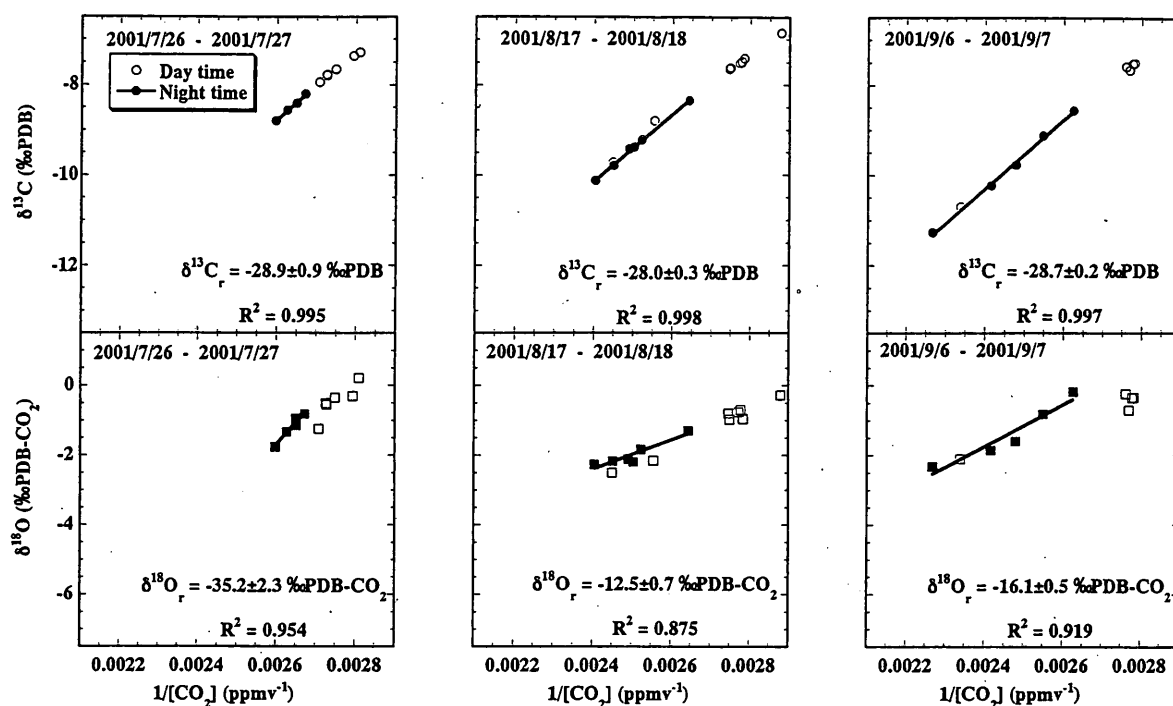 2001/7/26 - 2001/7/27
Day time
Night time
-8
-10
-12
δ¹³C (‰PDB)
δ¹³Cᵣ = -28.9±0.9 ‰PDB
R² = 0.995
2001/8/17 - 2001/8/18
δ¹³Cᵣ = -28.0±0.3 ‰PDB
R² = 0.998
2001/9/6 - 2001/9/7
δ¹³Cᵣ = -28.7±0.2 ‰PDB
R² = 0.997
2001/7/26 - 2001/7/27
0
-2
-4
-6
δ¹⁸O (‰PDB-CO₂)
δ¹⁸Oᵣ = -35.2±2.3 ‰PDB-CO₂
R² = 0.954
2001/8/17 - 2001/8/18
δ¹⁸Oᵣ = -12.5±0.7 ‰PDB-CO₂
R² = 0.875
2001/9/6 - 2001/9/7
δ¹⁸Oᵣ = -16.1±0.5 ‰PDB-CO₂
R² = 0.919
0.0022 0.0024 0.0026 0.0028
0.0022 0.0024 0.0026 0.0028
0.0022 0.0024 0.0026 0.0028
1/[CO₂] (ppmv⁻¹)
1/[CO₂] (ppmv⁻¹)
1/[CO₂] (ppmv⁻¹)